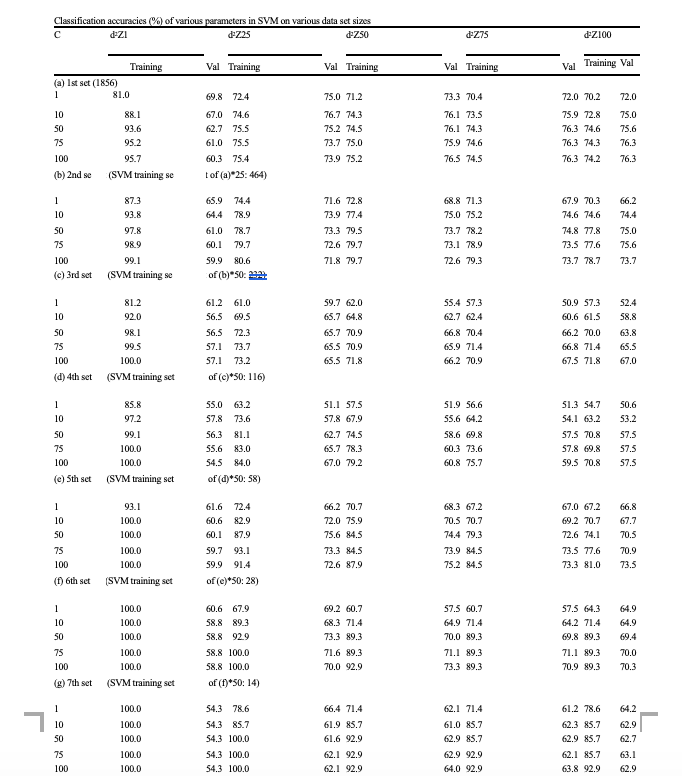 Classification accuracies (%) of various parameters in SVM on various data set sizes
C d²Z1 d²Z25 d²Z50 d²Z75 d²Z100
Training Val Training Val Training Val Training Val Training Val
(a) 1st set (1856)
1 81.0 69.8 72.4 75.0 71.2 73.3 70.4 72.0 70.2 72.0
10 88.1 67.0 74.6 76.7 74.3 76.1 73.5 75.9 72.8 75.0
50 93.6 62.7 75.5 75.2 74.5 76.1 74.3 76.3 74.6 75.6
75 95.2 61.0 75.5 73.7 75.0 75.9 74.6 76.3 74.3 76.3
100 95.7 60.3 75.4 73.9 75.2 76.5 74.5 76.3 74.2 76.3
(b) 2nd se (SVM training se t of (a)*25: 464)
1 87.3 65.9 74.4 71.6 72.8 68.8 71.3 67.9 70.3 66.2
10 93.8 64.4 78.9 73.9 77.4 75.0 75.2 74.6 74.6 74.4
50 97.8 61.0 78.7 73.3 79.5 73.7 78.2 74.8 77.8 75.0
75 98.9 60.1 79.7 72.6 79.7 73.1 78.9 73.5 77.6 75.6
100 99.1 59.9 80.6 71.8 79.7 72.6 79.3 73.7 78.7 73.7
(c) 3rd set (SVM training se of (b)*50: 232)
1 81.2 61.2 61.0 59.7 62.0 55.4 57.3 50.9 57.3 52.4
10 92.0 56.5 69.5 65.7 64.8 62.7 62.4 60.6 61.5 58.8
50 98.1 56.5 72.3 65.7 70.9 66.8 70.4 66.2 70.0 63.8
75 99.5 57.1 73.7 65.5 70.9 65.9 71.4 66.8 71.4 65.5
100 100.0 57.1 73.2 65.5 71.8 66.2 70.9 67.5 71.8 67.0
(d) 4th set (SVM training set of (c)*50: 116)
1 85.8 55.0 63.2 51.1 57.5 51.9 56.6 51.3 54.7 50.6
10 97.2 57.8 73.6 57.8 67.9 55.6 64.2 54.1 63.2 53.2
50 99.1 56.3 81.1 62.7 74.5 58.6 69.8 57.5 70.8 57.5
75 100.0 55.6 83.0 65.7 78.3 60.3 73.6 57.8 69.8 57.5
100 100.0 54.5 84.0 67.0 79.2 60.8 75.7 59.5 70.8 57.5
(e) 5th set (SVM training set of (d)*50: 58)
1 93.1 61.6 72.4 66.2 70.7 68.3 67.2 67.0 67.2 66.8
10 100.0 60.6 82.9 72.0 75.9 70.5 70.7 69.2 70.7 67.7
50 100.0 60.1 87.9 75.6 84.5 74.4 79.3 72.6 74.1 70.5
75 100.0 59.7 93.1 73.3 84.5 73.9 84.5 73.5 77.6 70.9
100 100.0 59.9 91.4 72.6 87.9 75.2 84.5 73.3 81.0 73.5
(f) 6th set (SVM training set of (e)*50: 28)
1 100.0 60.6 67.9 69.2 60.7 57.5 60.7 57.5 64.3 64.9
10 100.0 58.8 89.3 68.3 71.4 64.9 71.4 64.2 71.4 64.9
50 100.0 58.8 92.9 73.3 89.3 70.0 89.3 69.8 89.3 69.4
75 100.0 58.8 100.0 71.6 89.3 71.1 89.3 71.1 89.3 70.0
100 100.0 58.8 100.0 70.0 92.9 73.3 89.3 70.9 89.3 70.3
(g) 7th set (SVM training set of (f)*50: 14)
1 100.0 54.3 78.6 66.4 71.4 62.1 71.4 61.2 78.6 64.2
10 100.0 54.3 85.7 61.9 85.7 61.0 85.7 62.3 85.7 62.9
50 100.0 54.3 100.0 61.6 92.9 62.9 85.7 62.9 85.7 62.7
75 100.0 54.3 100.0 62.1 92.9 62.9 92.9 62.1 85.7 63.1
100 100.0 54.3 100.0 62.1 92.9 64.0 92.9 63.8 92.9 62.9